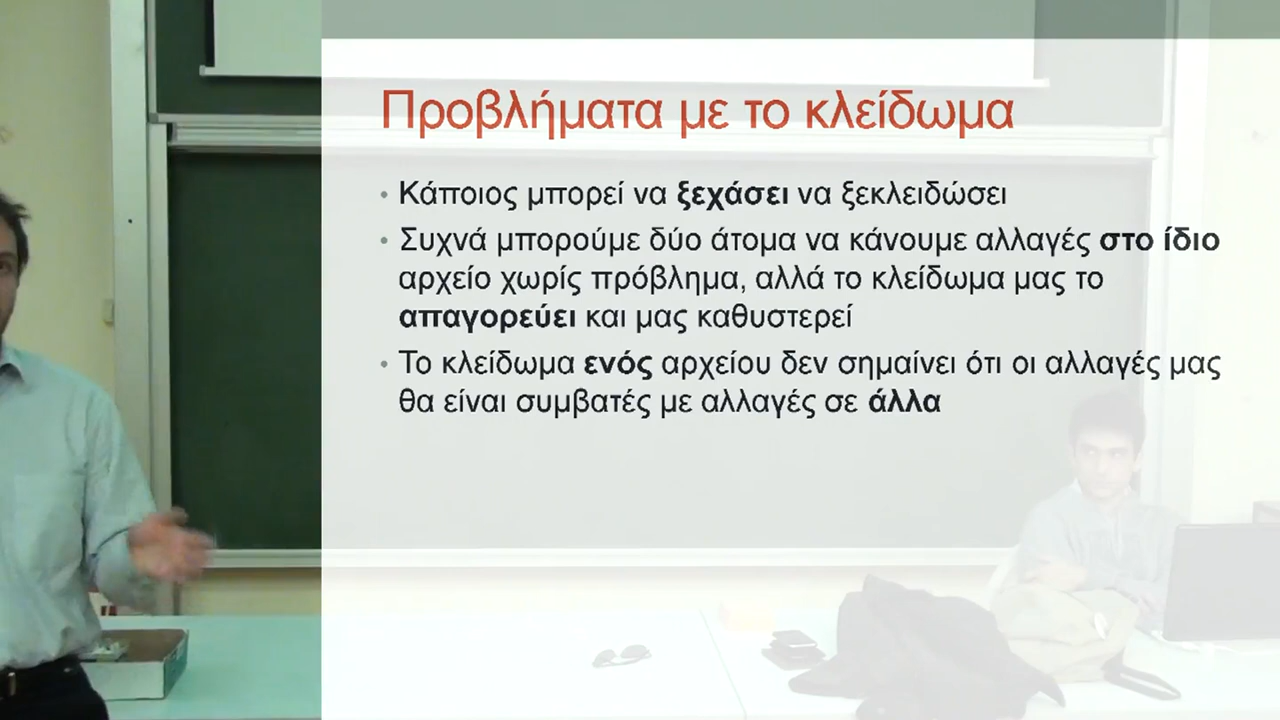 Προβλήματα με το κλείδωμα
• Κάποιος μπορεί να ξεχάσει να ξεκλειδώσει
• Συχνά μπορούμε δύο άτομα να κάνουμε αλλαγές στο ίδιο
αρχείο χωρίς πρόβλημα, αλλά το κλείδωμα μας το
απαγορεύει και μας καθυστερεί
• Το κλείδωμα ενός αρχείου δεν σημαίνει ότι οι αλλαγές μας
θα είναι συμβατές με αλλαγές σε άλλα